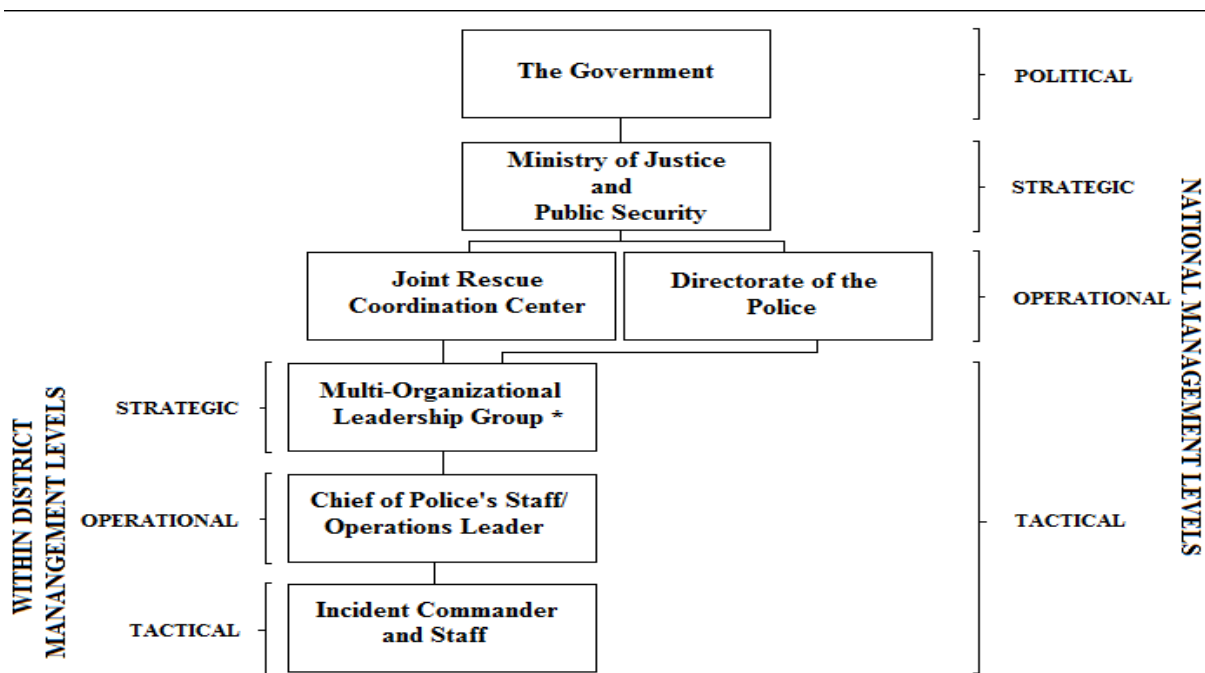 The Government
POLITICAL
Ministry of Justice
and
Public Security
STRATEGIC
Joint Rescue
Coordination Center
Directorate of the
Police
OPERATIONAL
NATIONAL MANAGEMENT LEVELS
STRATEGIC
Multi-Organizational
Leadership Group *
OPERATIONAL
Chief of Police's Staff/
Operations Leader
TACTICAL
TACTICAL
Incident Commander
and Staff
WITHIN DISTRICT
MANANGEMENT LEVELS